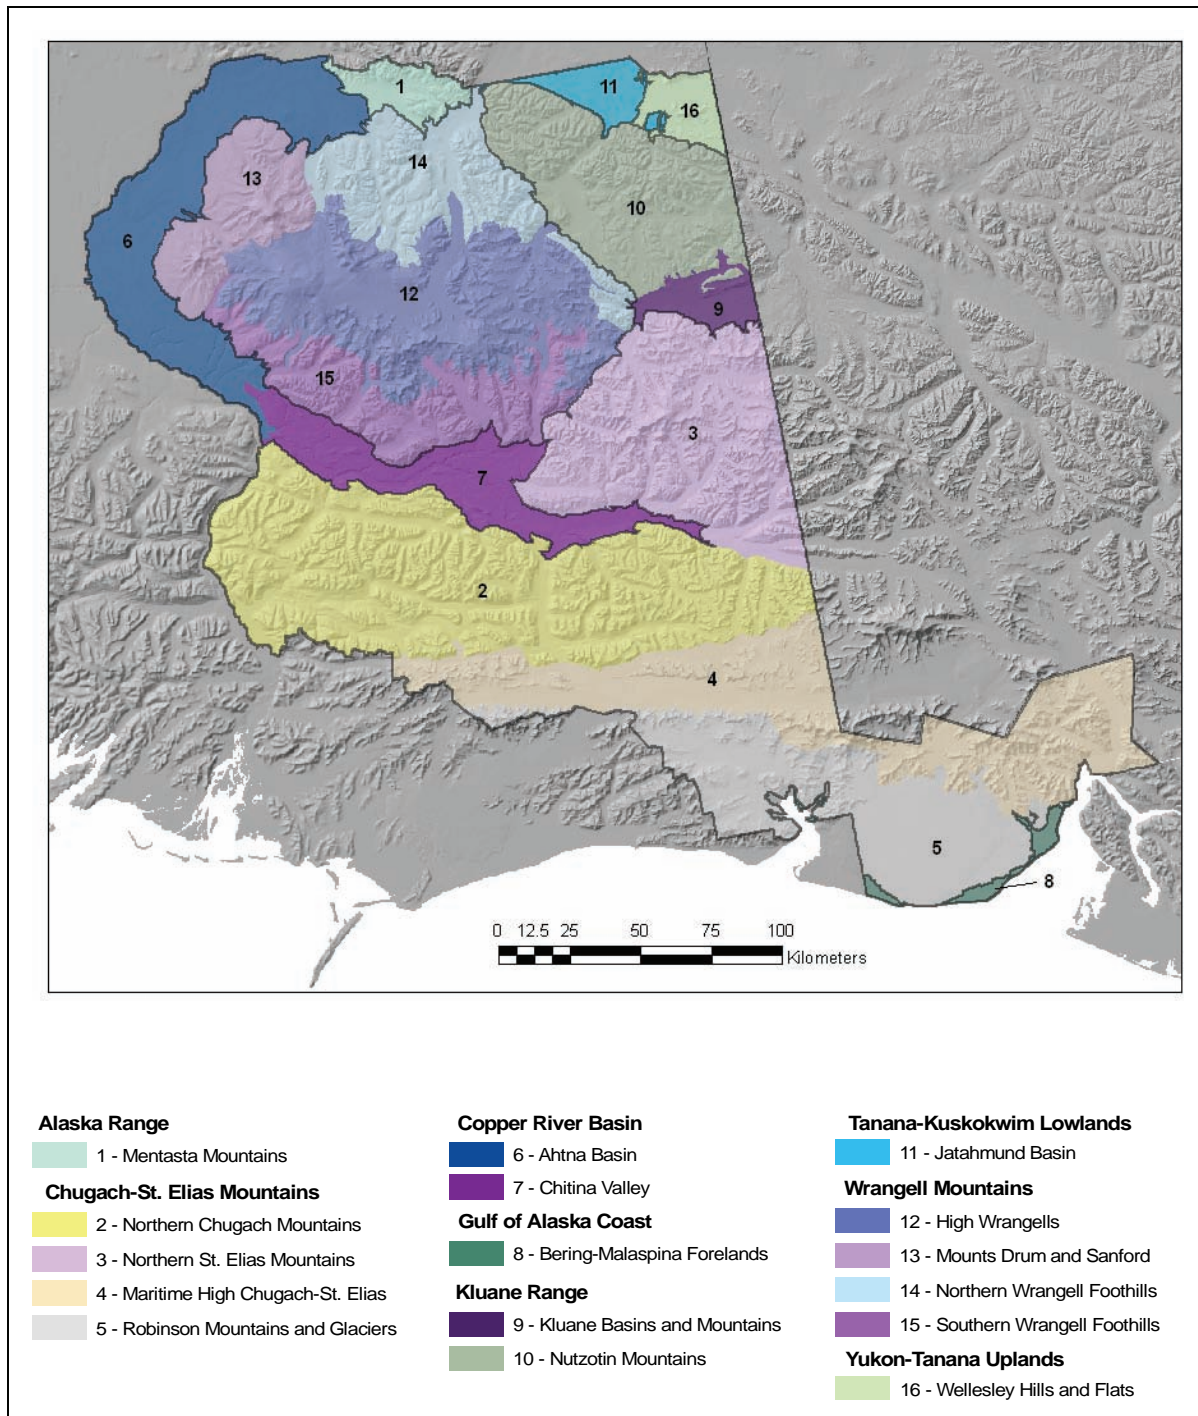 1
11
16
14
13
10
6
12
9
15
3
7
2
4
5
8
0 12.5 25 50 75 100
Kilometers
Alaska Range
1 - Mentasta Mountains
Chugach-St. Elias Mountains
2 - Northern Chugach Mountains
3 - Northern St. Elias Mountains
4 - Maritime High Chugach-St. Elias
5 - Robinson Mountains and Glaciers
Copper River Basin
6 - Ahtna Basin
7 - Chitina Valley
Gulf of Alaska Coast
8 - Bering-Malaspina Forelands
Kluane Range
9 - Kluane Basins and Mountains
10 - Nutzotin Mountains
Tanana-Kuskokwim Lowlands
11 - Jatahmund Basin
Wrangell Mountains
12 - High Wrangells
13 - Mounts Drum and Sanford
14 - Northern Wrangell Foothills
15 - Southern Wrangell Foothills
Yukon-Tanana Uplands
16 - Wellesley Hills and Flats